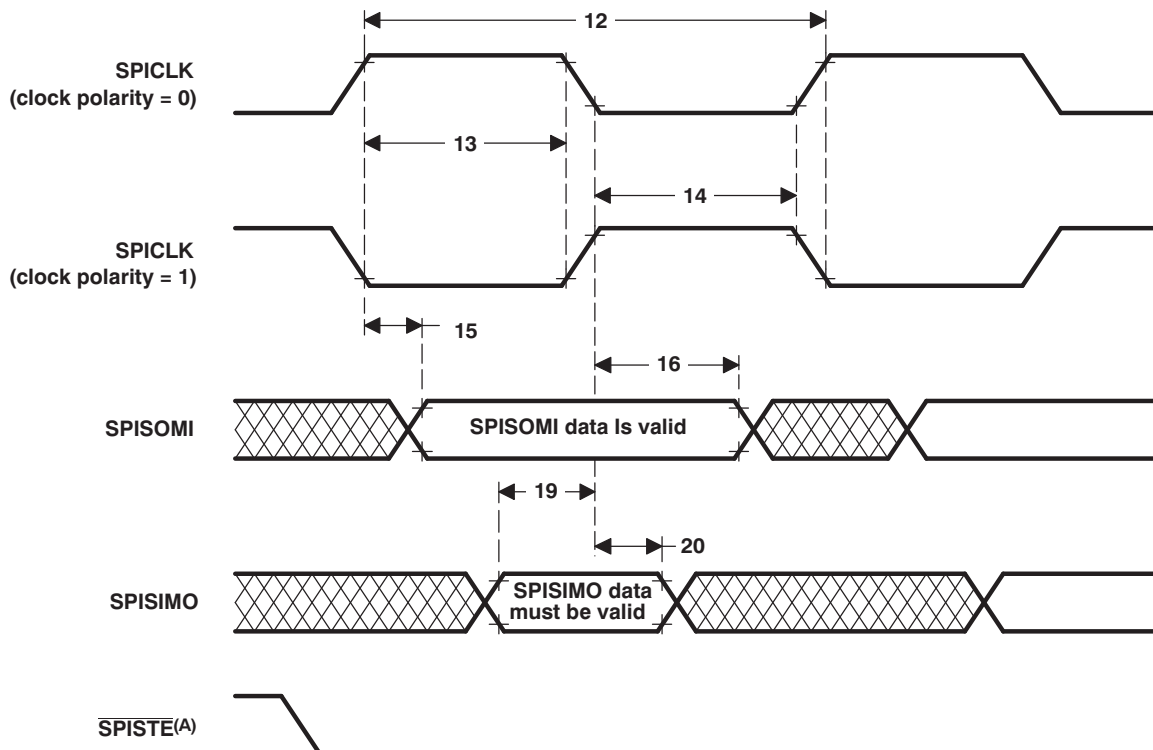 12
SPICLK
(clock polarity = 0)
13
14
SPICLK
(clock polarity = 1)
15
16
SPISOMI
SPISOMI data Is valid
19
20
SPISIMO
SPISIMO data
must be valid
SPISTE(A)